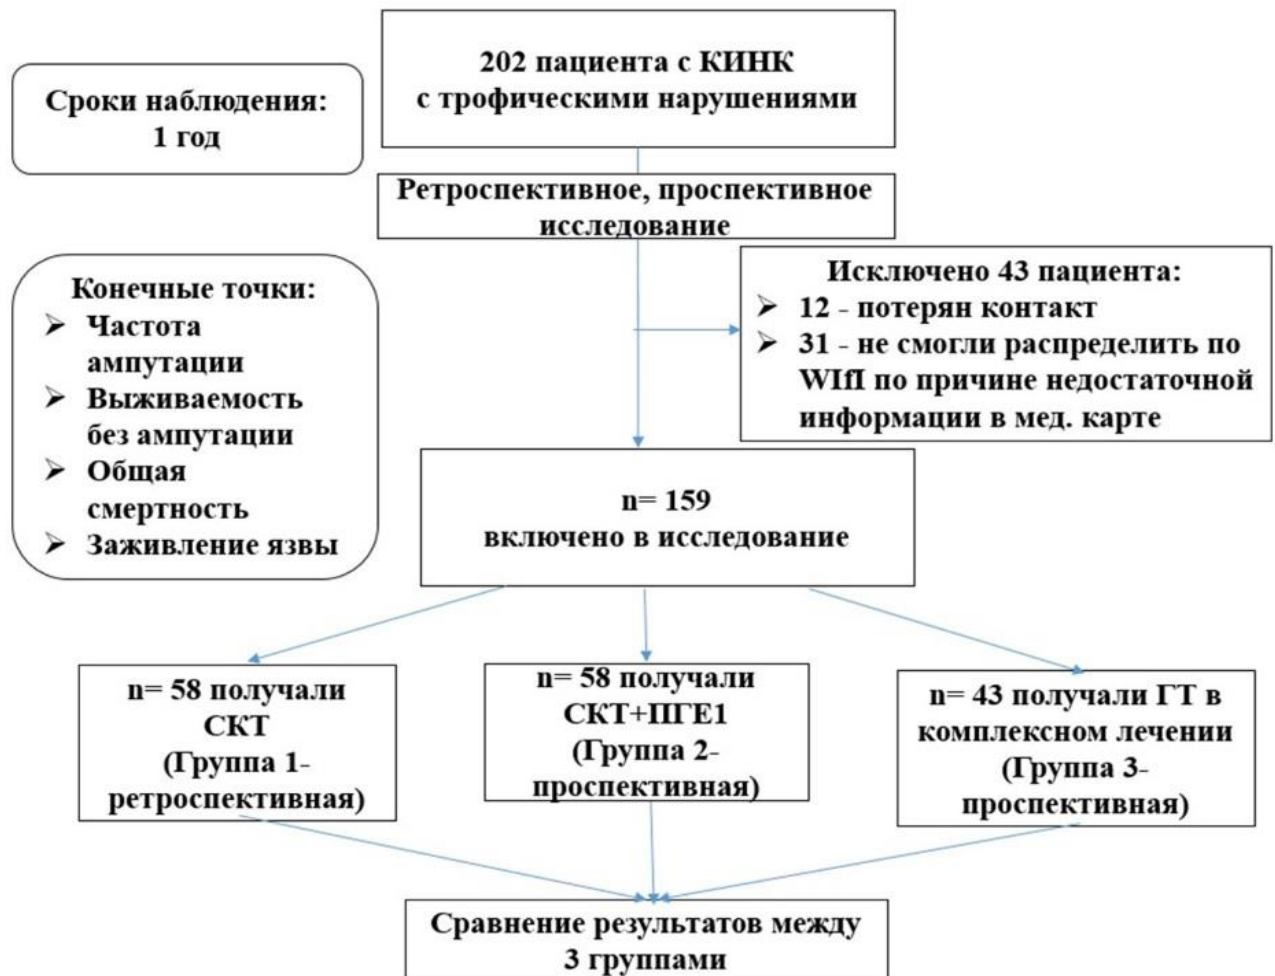 202 пациента с КИНК
с трофическими нарушениями
Сроки наблюдения:
1 год
Ретроспективное, проспективное
исследование
Исключено 43 пациента:
➢ 12 - потерян контакт
➢ 31 - не смогли распределить по
WIfI по причине недостаточной
информации в мед. карте
Конечные точки:
➢ Частота
ампутации
➢ Выживаемость
без ампутации
➢ Общая
смертность
➢ Заживление язвы
n= 159
включено в исследование
n= 58 получали
СКТ
(Группа 1-
ретроспективная)
n= 58 получали
СКТ+ПГЕ1
(Группа 2-
проспективная)
n= 43 получали ГТ в
комплексном лечении
(Группа 3-
проспективная)
Сравнение результатов между
3 группами